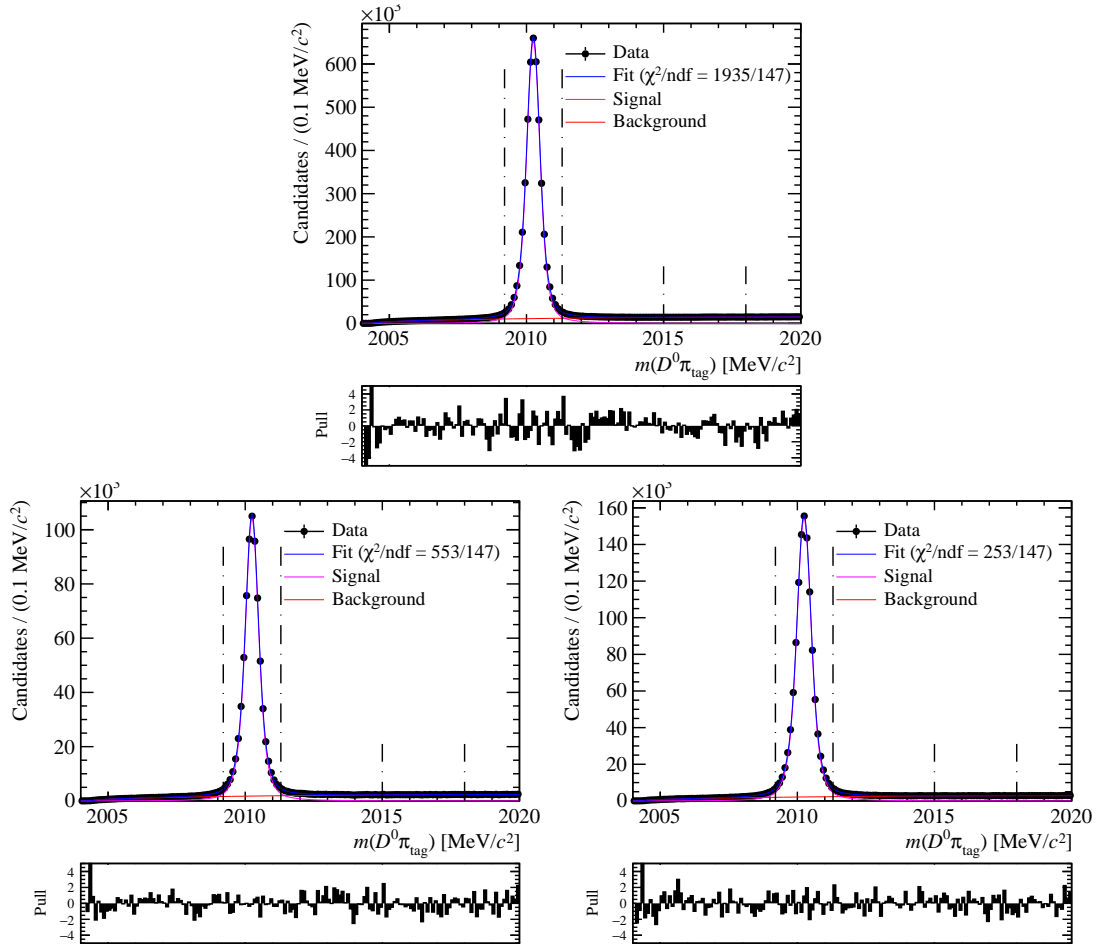 ×10³
Candidates / (0.1 MeV/c²)
600
500
400
300
200
100
0
Data
Fit (χ²/ndf = 1935/147)
Signal
Background
2005 2010 2015 2020
m(D⁰π_tag) [MeV/c²]
Pull
4
2
0
−2
−4
×10³
Candidates / (0.1 MeV/c²)
100
80
60
40
20
0
Data
Fit (χ²/ndf = 553/147)
Signal
Background
2005 2010 2015 2020
m(D⁰π_tag) [MeV/c²]
Pull
4
2
0
−2
−4
×10³
Candidates / (0.1 MeV/c²)
160
140
120
100
80
60
40
20
0
Data
Fit (χ²/ndf = 253/147)
Signal
Background
2005 2010 2015 2020
m(D⁰π_tag) [MeV/c²]
Pull
4
2
0
−2
−4